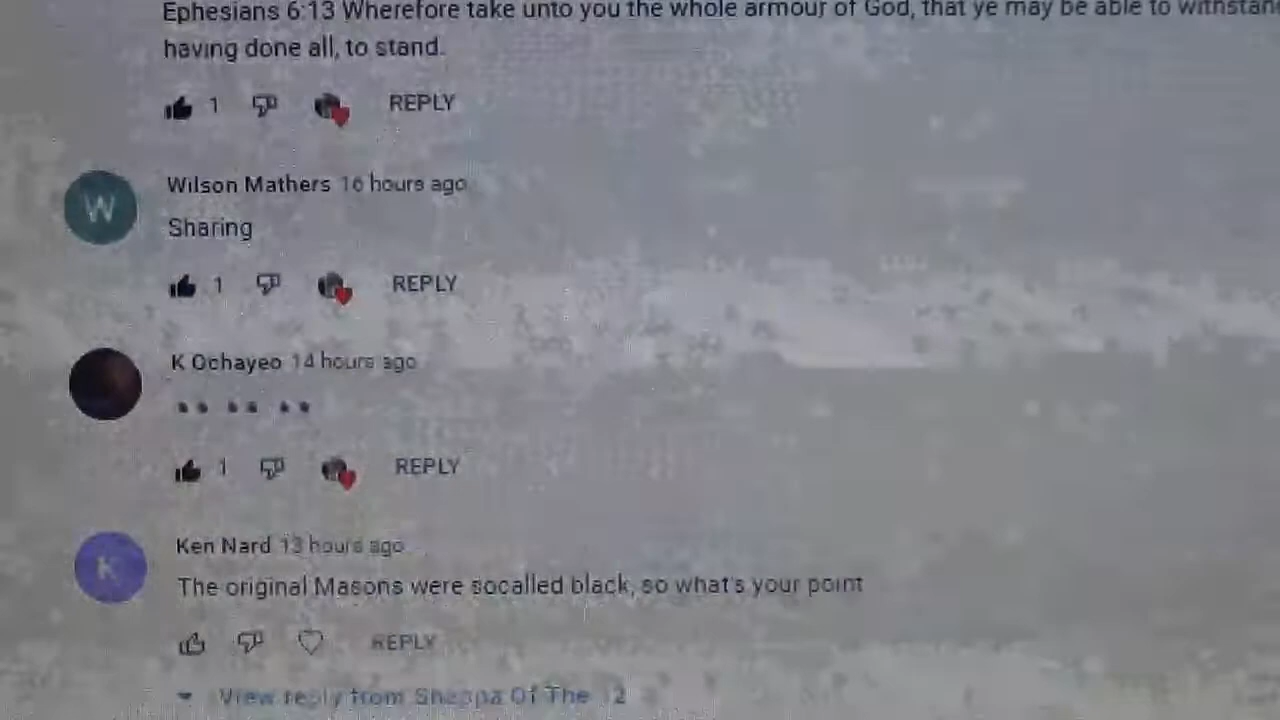 Ephesians 6:13 Wherefore take unto you the whole armour of God, that ye may be able to withstand
having done all, to stand.
1 REPLY
W
Wilson Mathers 16 hours ago
Sharing
1 REPLY
K Ochayeo 14 hours ago
1 REPLY
K
Ken Nard 13 hours ago
The original Masons were socalled black, so what's your point
REPLY
View reply from Of The 12